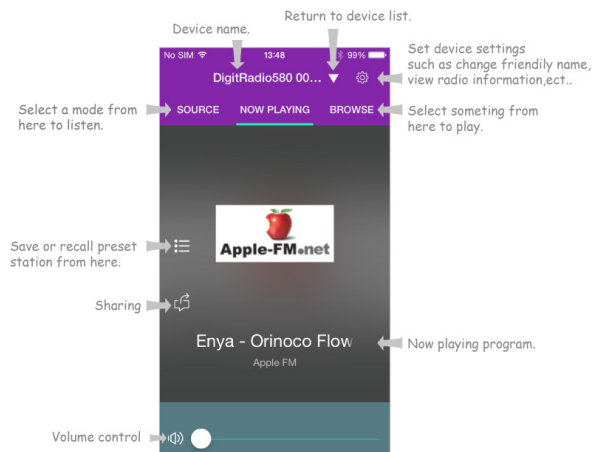 Return to device list.
Device name.
No SIM 13:48 99%
Set device settings
such as change friendily name,
view radio information,ect..
DigitRadio580 00...
Select a mode from
here to listen.
SOURCE NOW PLAYING BROWSE
Select someting from
here to play.
Apple-FM.net
Save or recall preset
station from here.
Sharing
Enya - Orinoco Flow
Now playing program.
Apple FM
Volume control